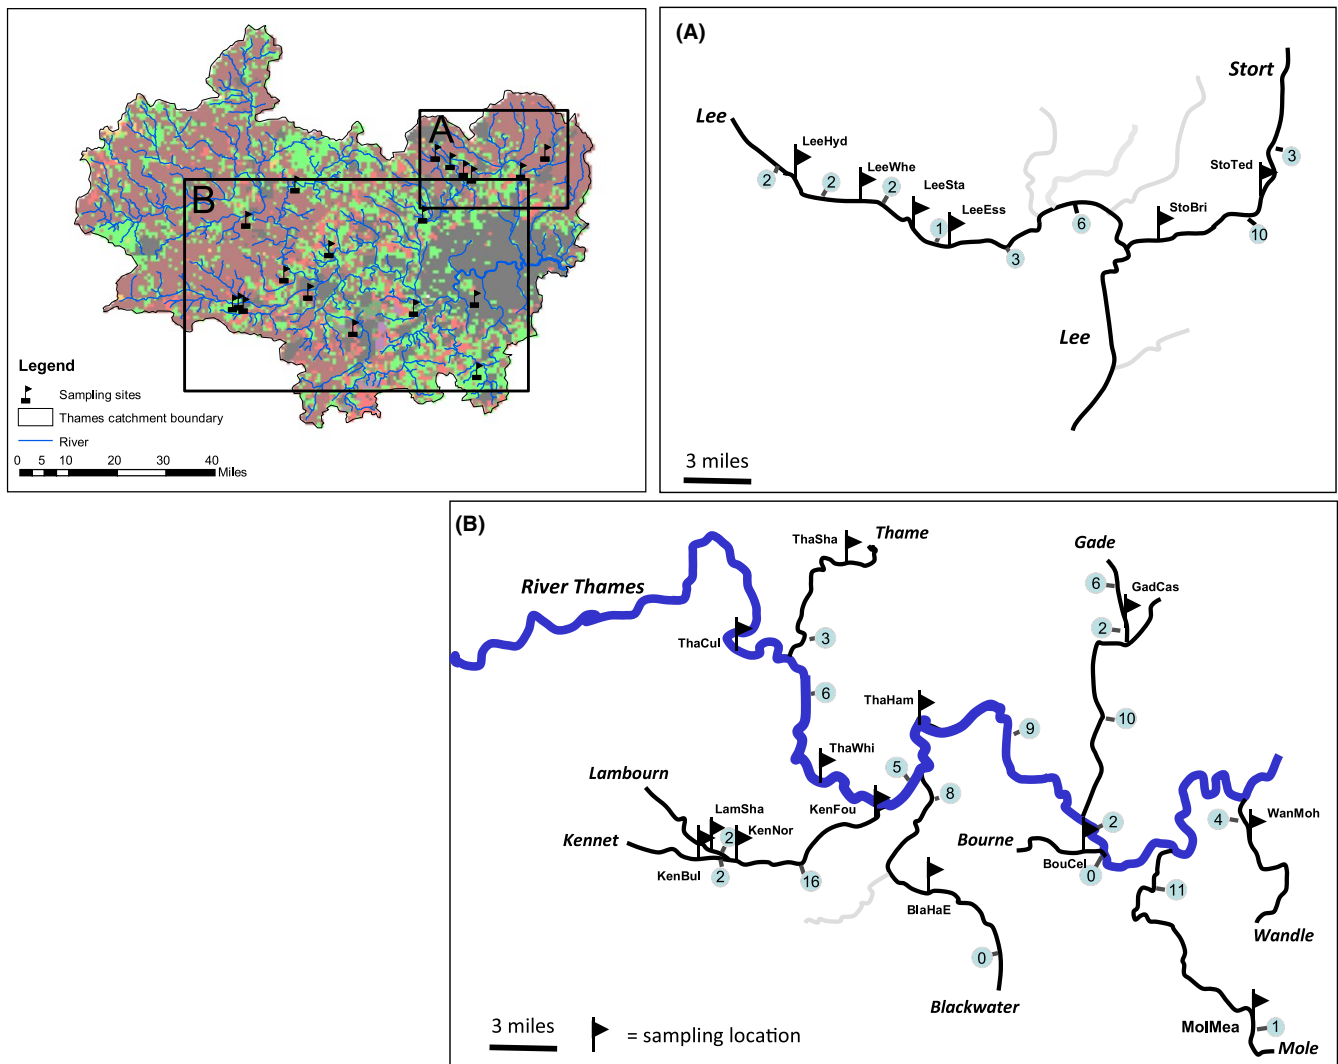 A
B
Legend
Sampling sites
Thames catchment boundary
River
0 5 10 20 30 40
Miles
(A)
Stort
Lee
LeeHyd
LeeWhe
LeeSta
LeeEss
StoTed
StoBri
2
2
2
1
3
6
10
3
Lee
3 miles
(B)
ThaSha
Thame
Gade
River Thames
6
GadCas
ThaCul
3
2
6
ThaHam
10
9
ThaWhi
5
Lambourn
KenFou
8
LamSha
2
KenNor
Kennet
Bourne
2
4
WanMoh
KenBul
2
16
BouCel
0
11
BlaHaE
Wandle
0
Blackwater
3 miles
= sampling location
MolMea
1
Mole